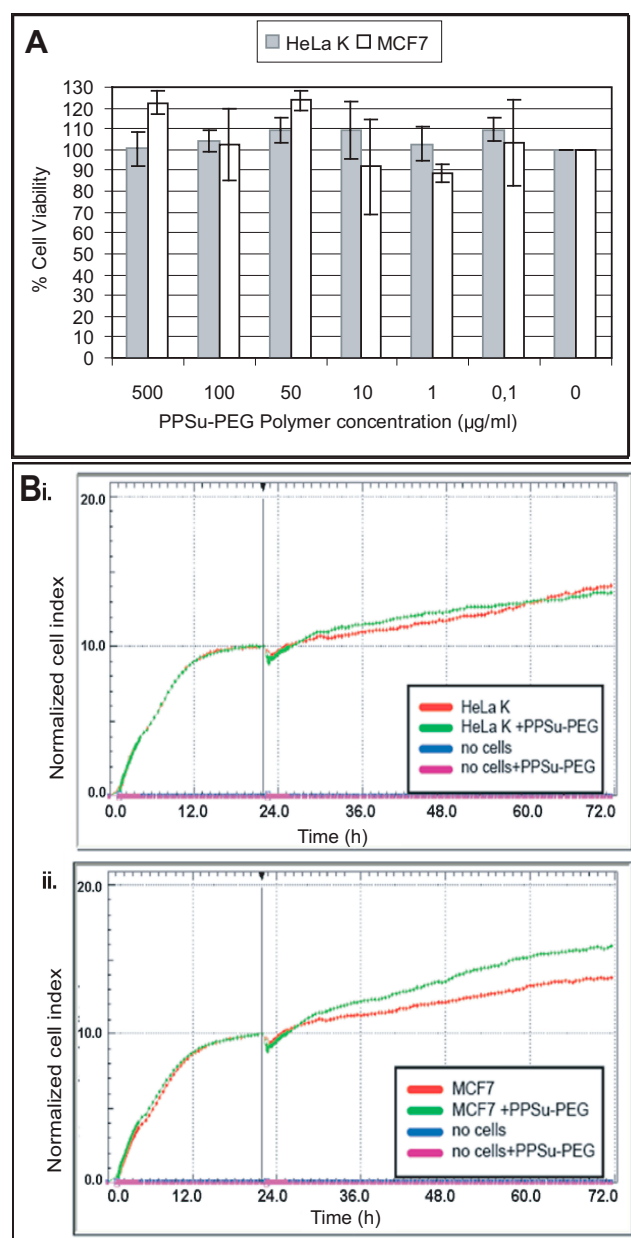 A
HeLa K MCF7
130
120
110
100
90
80
70
60
50
40
30
20
10
0
% Cell Viability
500 100 50 10 1 0,1 0
PPSu-PEG Polymer concentration (µg/ml)
Bi.
20.0
10.0
0.0
Normalized cell index
HeLa K
HeLa K +PPSu-PEG
no cells
no cells+PPSu-PEG
0.0 12.0 24.0 36.0 48.0 60.0 72.0
Time (h)
ii.
20.0
10.0
0.0
Normalized cell index
MCF7
MCF7 +PPSu-PEG
no cells
no cells+PPSu-PEG
0.0 12.0 24.0 36.0 48.0 60.0 72.0
Time (h)